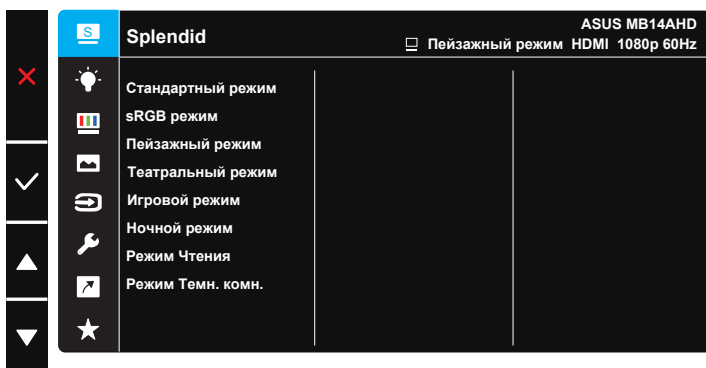 S
Splendid
ASUS MB14AHD
Пейзажный режим HDMI 1080p 60Hz
Стандартный режим
sRGB режим
Пейзажный режим
Театральный режим
Игровой режим
Ночной режим
Режим Чтения
Режим Темн. комн.